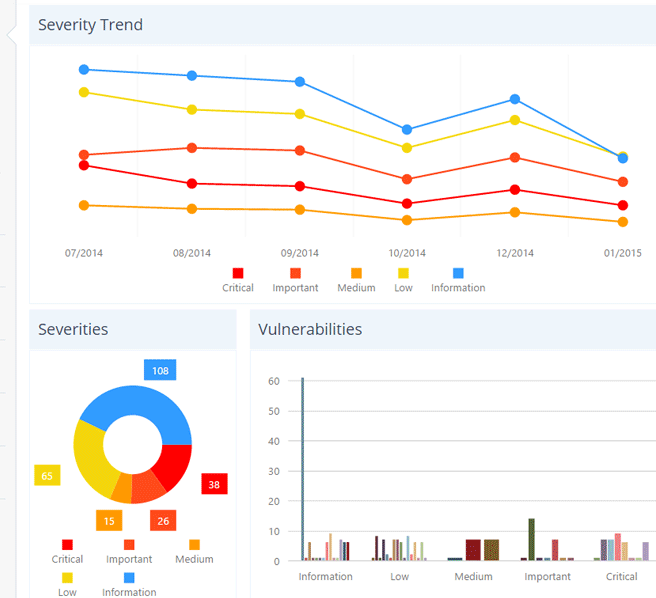 Severity Trend
07/2014 08/2014 09/2014 10/2014 12/2014 01/2015
Critical Important Medium Low Information
Severities
108
65
38
15
26
Critical Important Medium
Low Information
Vulnerabilities
60
50
40
30
20
10
0
Information Low Medium Important Critical